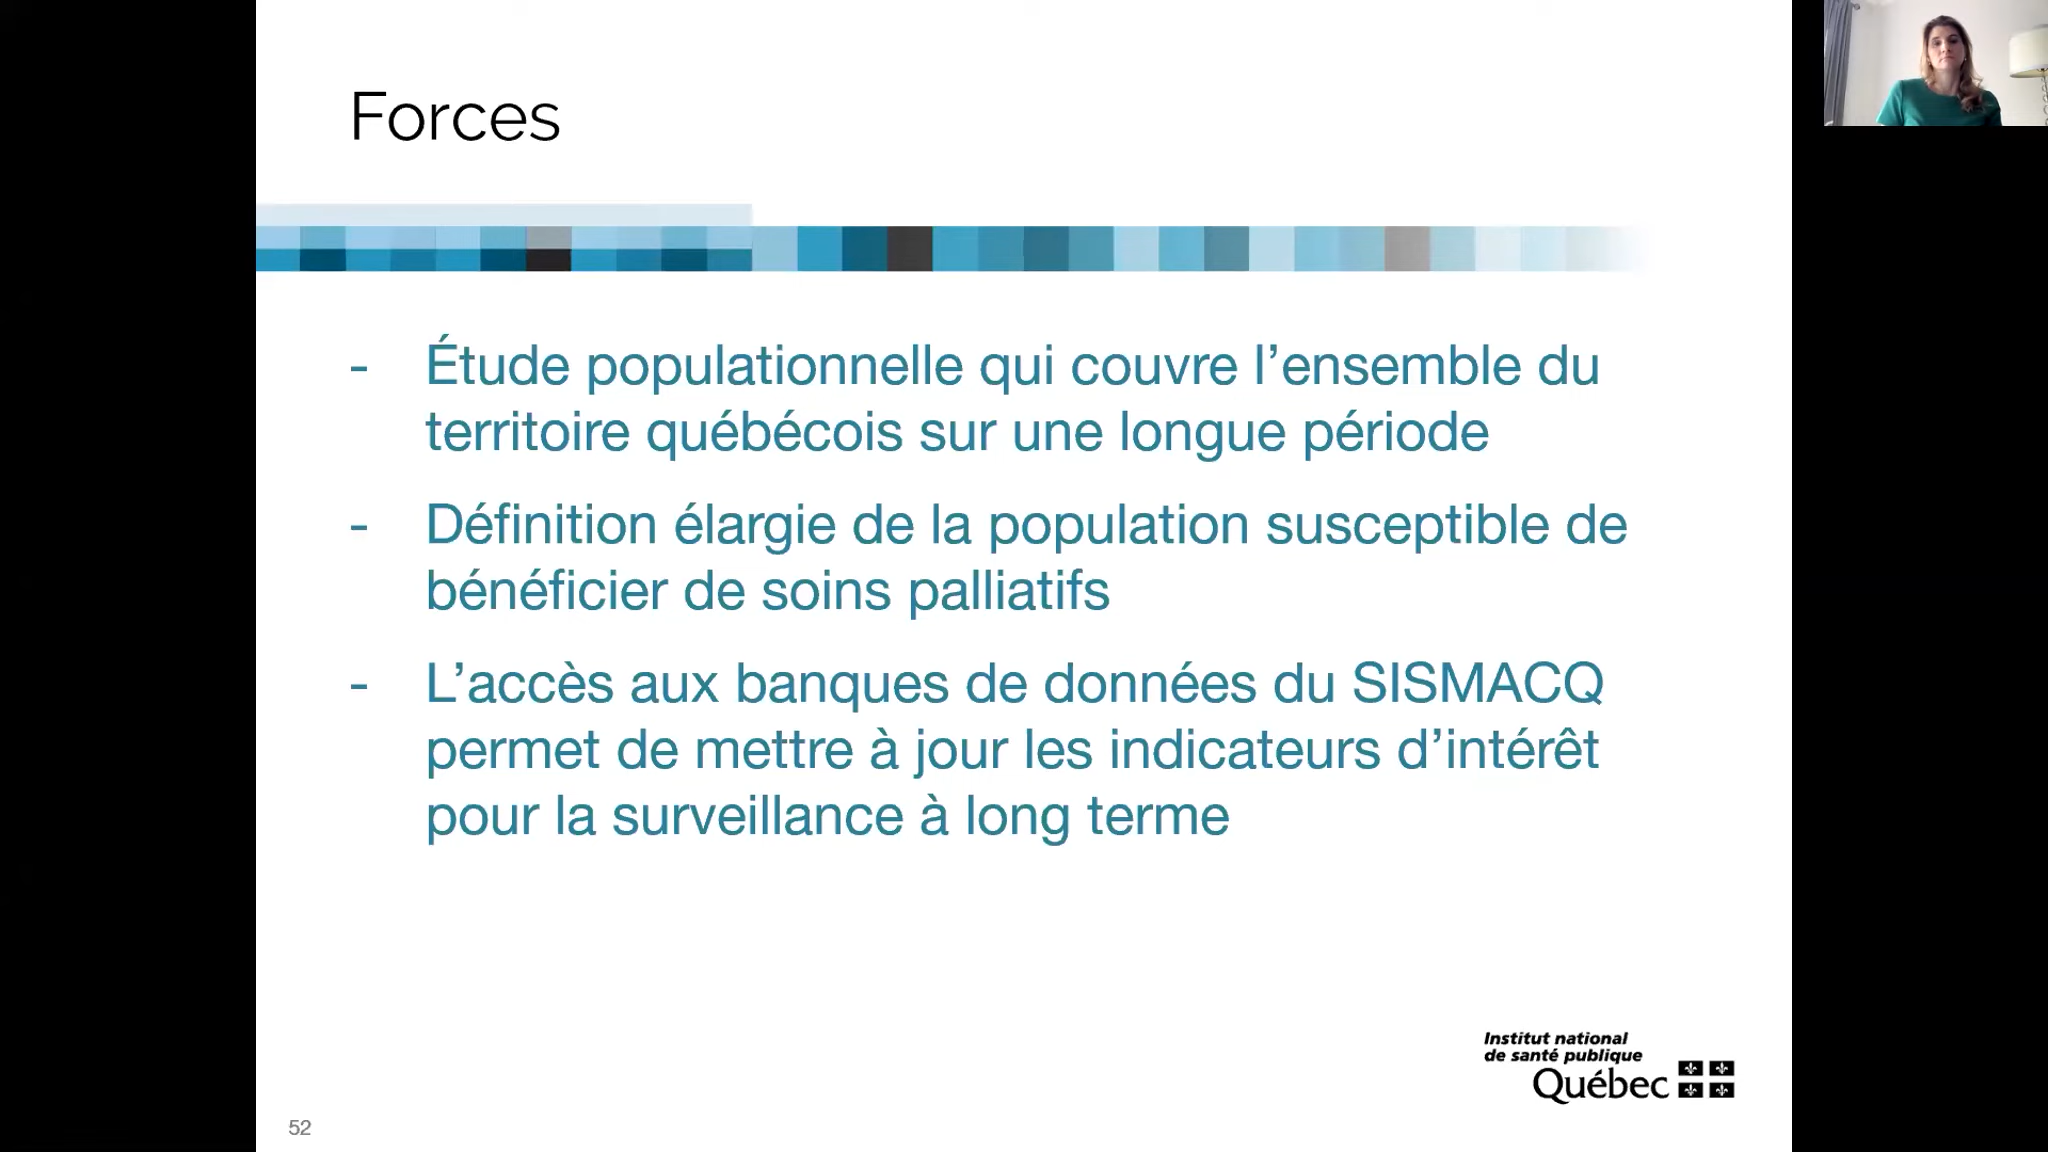 Forces
- Étude populationnelle qui couvre l’ensemble du
territoire québécois sur une longue période
- Définition élargie de la population susceptible de
bénéficier de soins palliatifs
- L’accès aux banques de données du SISMACQ
permet de mettre à jour les indicateurs d’intérêt
pour la surveillance à long terme
Institut national
de santé publique
Québec
52